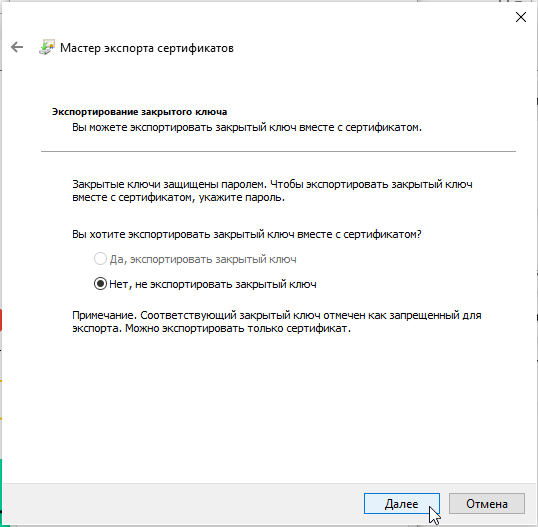 Мастер экспорта сертификатов
Экспортирование закрытого ключа
Вы можете экспортировать закрытый ключ вместе с сертификатом.
Закрытые ключи защищены паролем. Чтобы экспортировать закрытый ключ
вместе с сертификатом, укажите пароль.
Вы хотите экспортировать закрытый ключ вместе с сертификатом?
Да, экспортировать закрытый ключ
Нет, не экспортировать закрытый ключ
Примечание. Соответствующий закрытый ключ отмечен как запрещенный для
экспорта. Можно экспортировать только сертификат.
Далее
Отмена